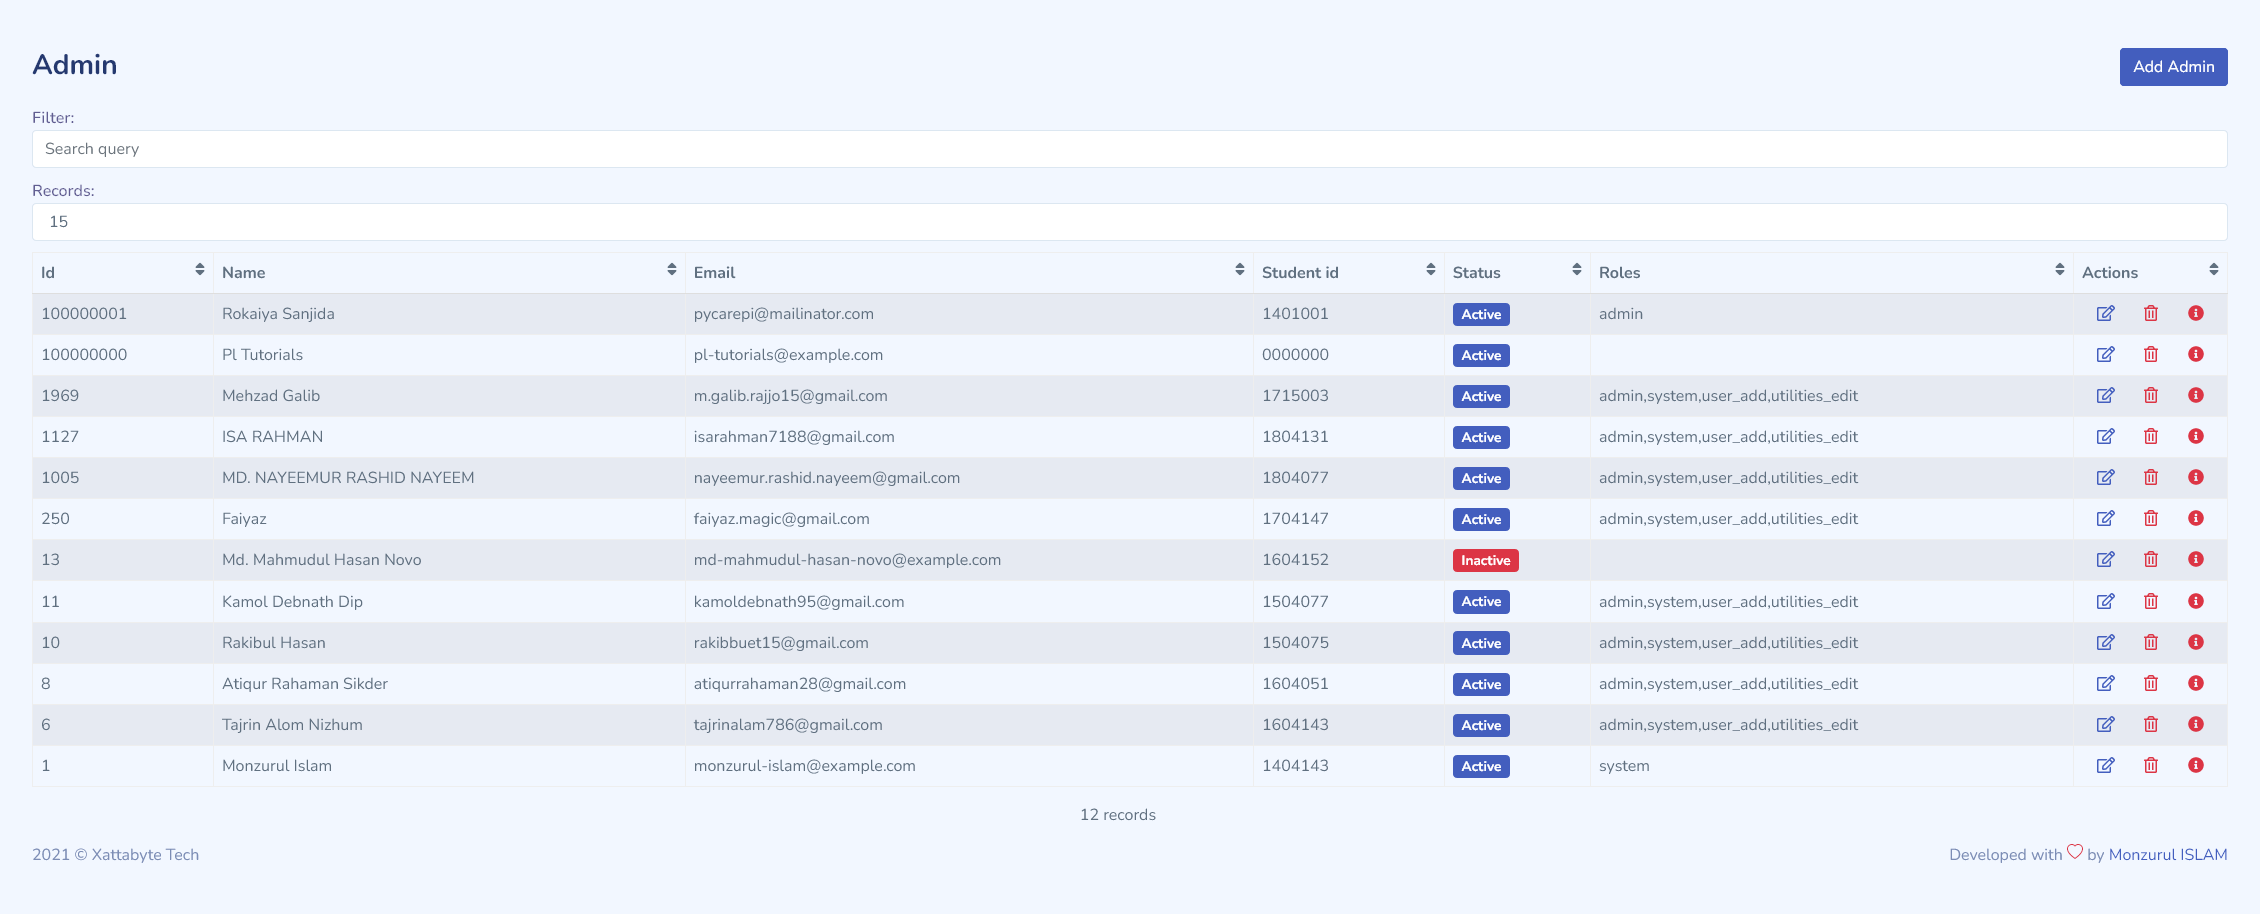 Admin Add Admin
Filter:
Search query
Records:
15
Id Name Email Student id Status Roles Actions
100000001 Rokaiya Sanjida pycarepi@mailinator.com 1401001 Active admin
100000000 Pl Tutorials pl-tutorials@example.com 0000000 Active
1969 Mehzad Galib m.galib.rajjo15@gmail.com 1715003 Active admin,system,user_add,utilities_edit
1127 ISA RAHMAN isarahman7188@gmail.com 1804131 Active admin,system,user_add,utilities_edit
1005 MD. NAYEEMUR RASHID NAYEEM nayeemur.rashid.nayeem@gmail.com 1804077 Active admin,system,user_add,utilities_edit
250 Faiyaz faiyaz.magic@gmail.com 1704147 Active admin,system,user_add,utilities_edit
13 Md. Mahmudul Hasan Novo md-mahmudul-hasan-novo@example.com 1604152 Inactive
11 Kamol Debnath Dip kamoldebnath95@gmail.com 1504077 Active admin,system,user_add,utilities_edit
10 Rakibul Hasan rakibbuet15@gmail.com 1504075 Active admin,system,user_add,utilities_edit
8 Atiqur Rahaman Sikder atiqurrahaman28@gmail.com 1604051 Active admin,system,user_add,utilities_edit
6 Tajrin Alom Nizhum tajrinalam786@gmail.com 1604143 Active admin,system,user_add,utilities_edit
1 Monzurul Islam monzurul-islam@example.com 1404143 Active system
12 records
2021 © Xattabyte Tech Developed with by Monzurul ISLAM